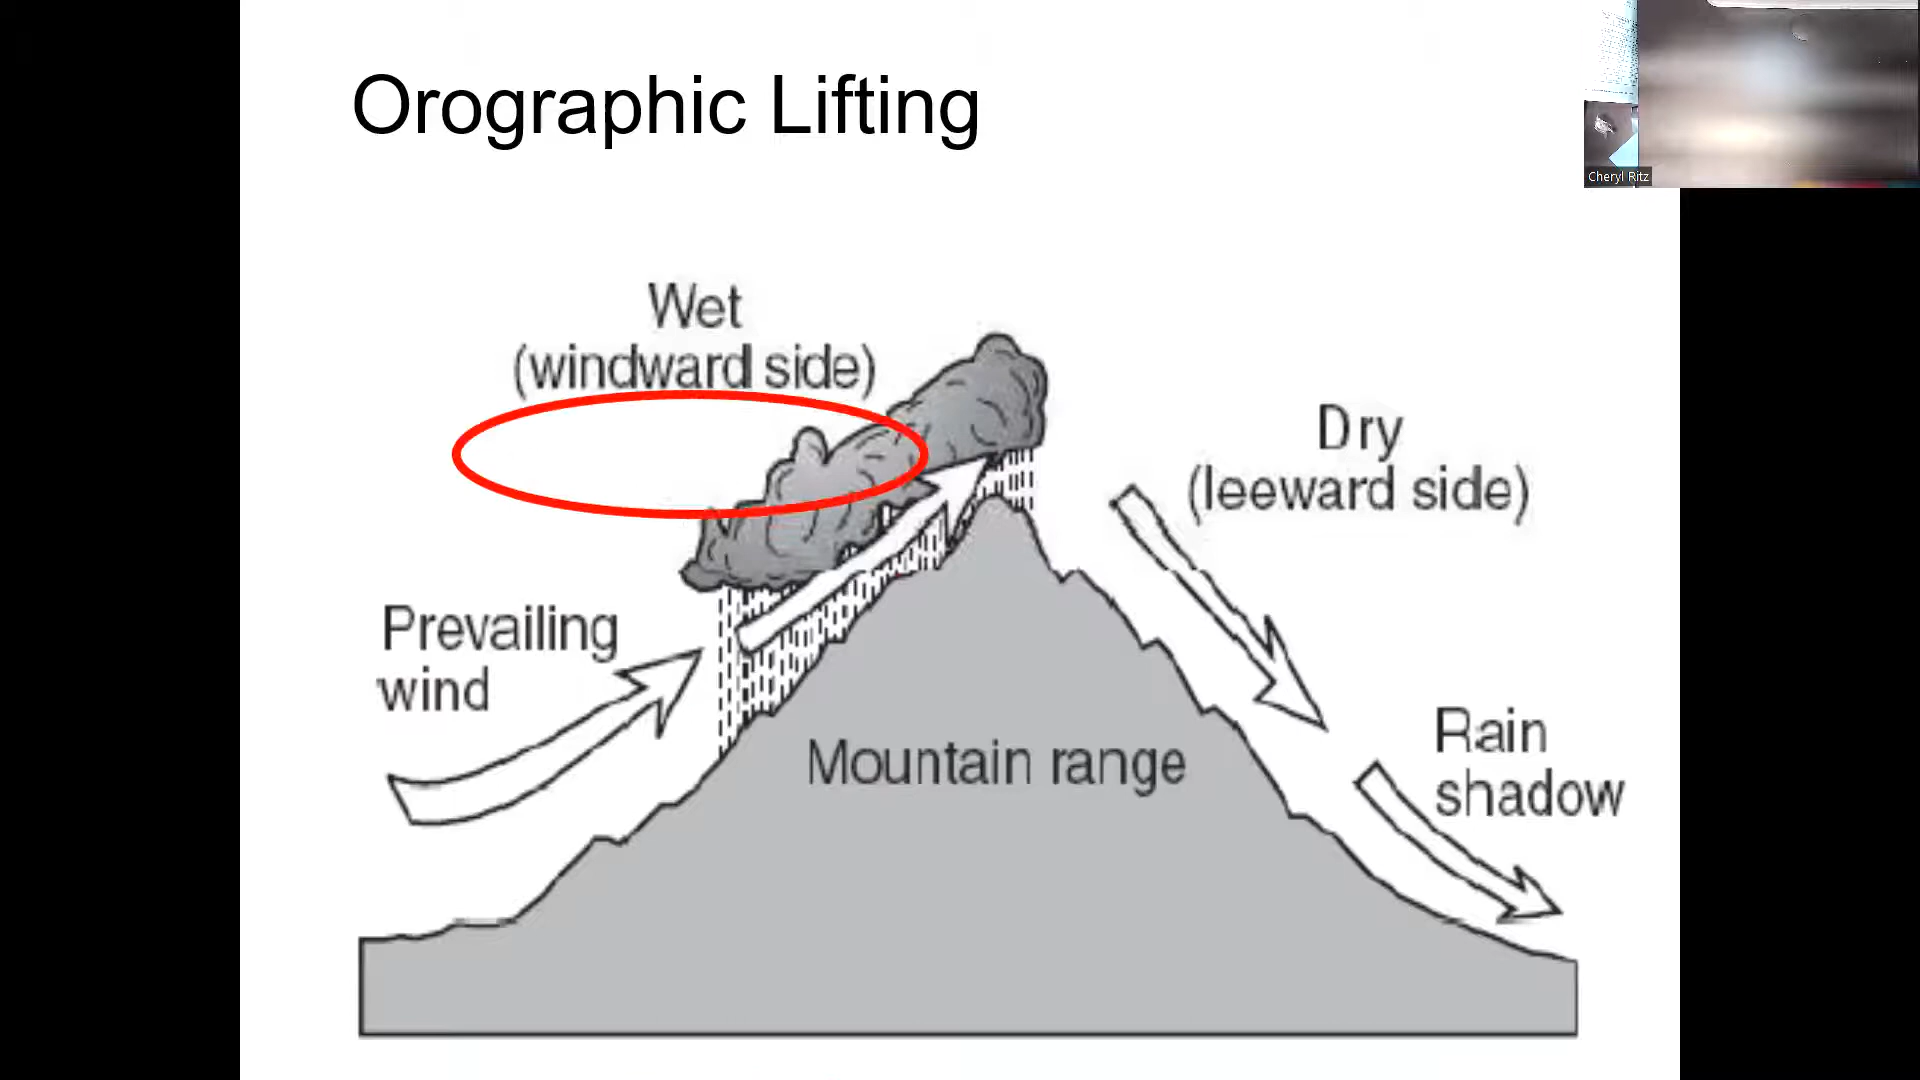 Orographic Lifting
Cheryl Ritz
Wet
(windward side)
Dry
(leeward side)
Prevailing
wind
Rain
shadow
Mountain range